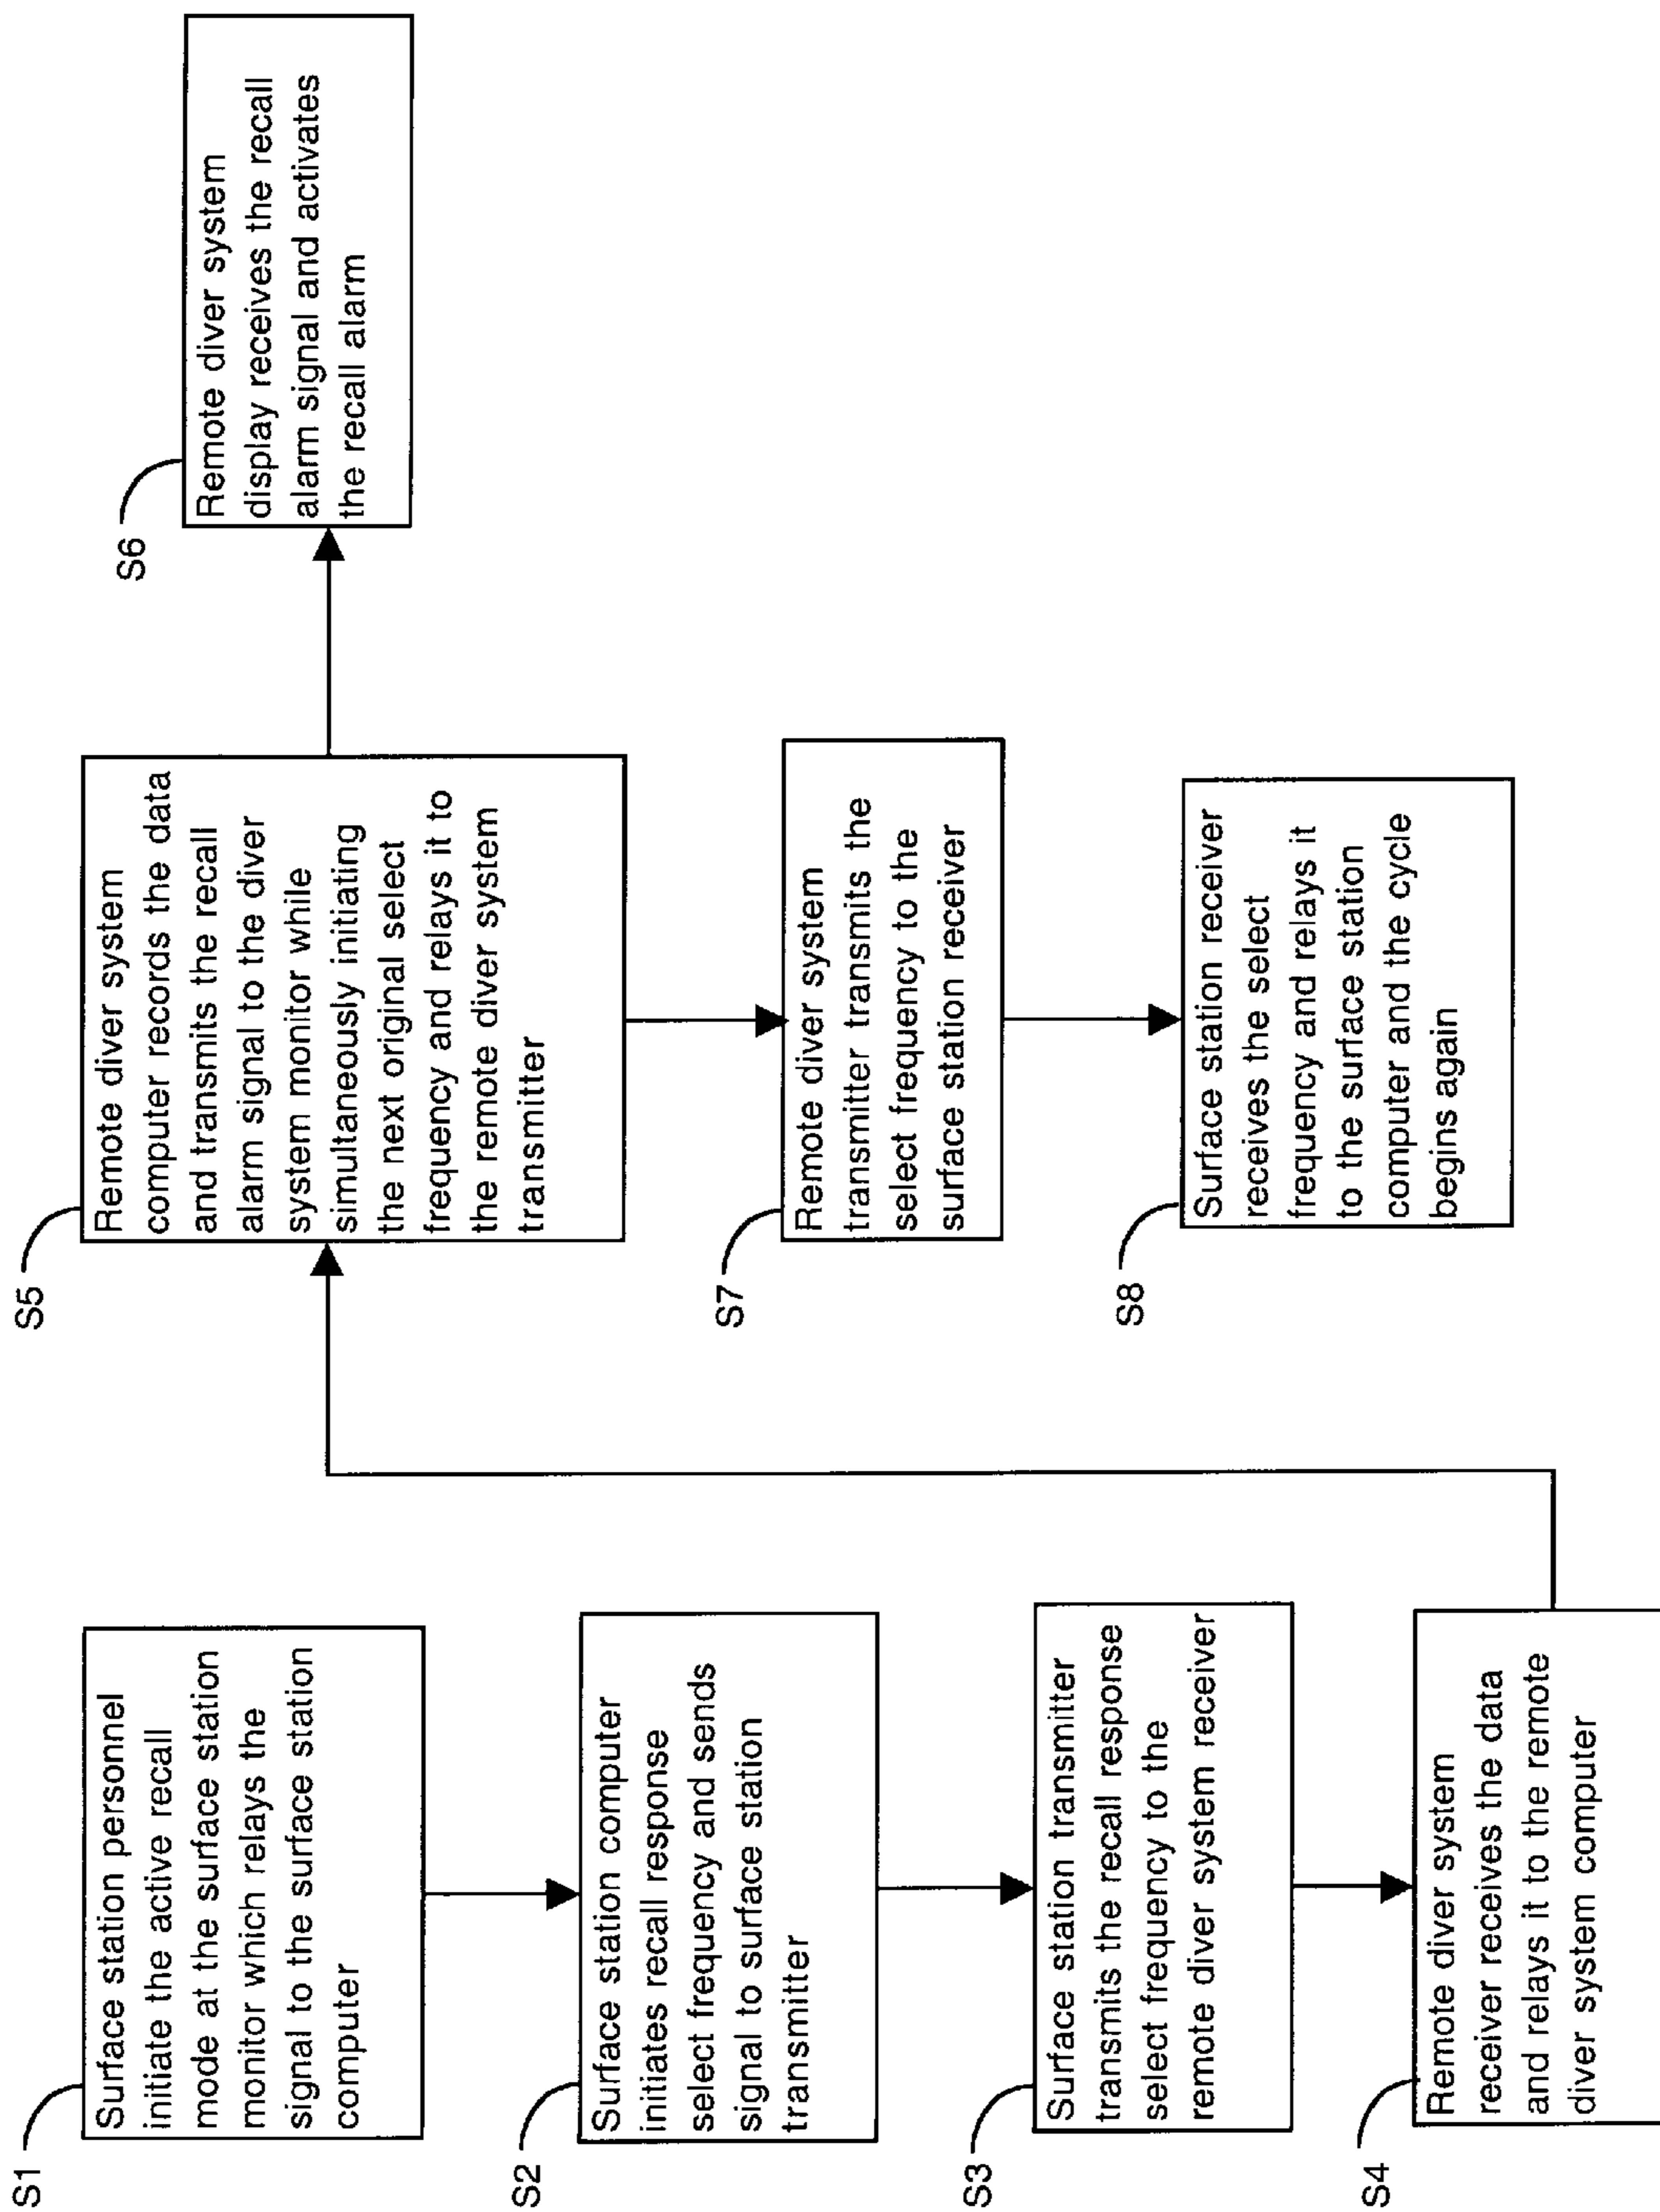 S1
Surface station personnel
initiate the active recall
mode at the surface station
monitor which relays the
signal to the surface station
computer
S2
Surface station computer
initiates recall response
select frequency and sends
signal to surface station
transmitter
S3
Surface station transmitter
transmits the recall response
select frequency to the
remote diver system receiver
S4
Remote diver system
receiver receives the data
and relays it to the remote
diver system computer
S5
Remote diver system
computer records the data
and transmits the recall
alarm signal to the diver
system monitor while
simultaneously initiating
the next original select
frequency and relays it to
the remote diver system
transmitter
S6
Remote diver system
display receives the recall
alarm signal and activates
the recall alarm
S7
Remote diver system
transmitter transmits the
select frequency to the
surface station receiver
S8
Surface station receiver
receives the select
frequency and relays it
to the surface station
computer and the cycle
begins again